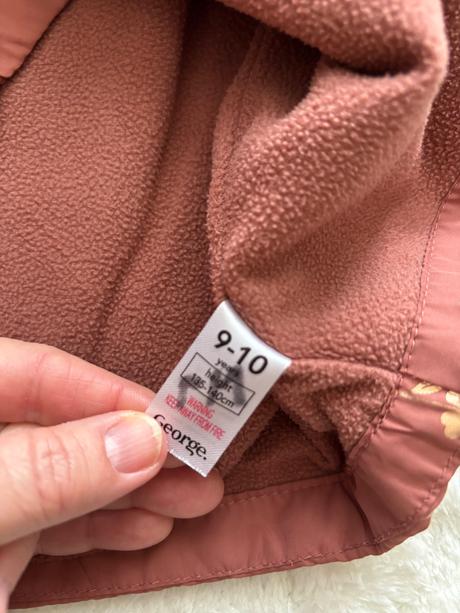 9-10
years
height
135-140cm
WARNING
KEEP AWAY FROM FIRE
George.